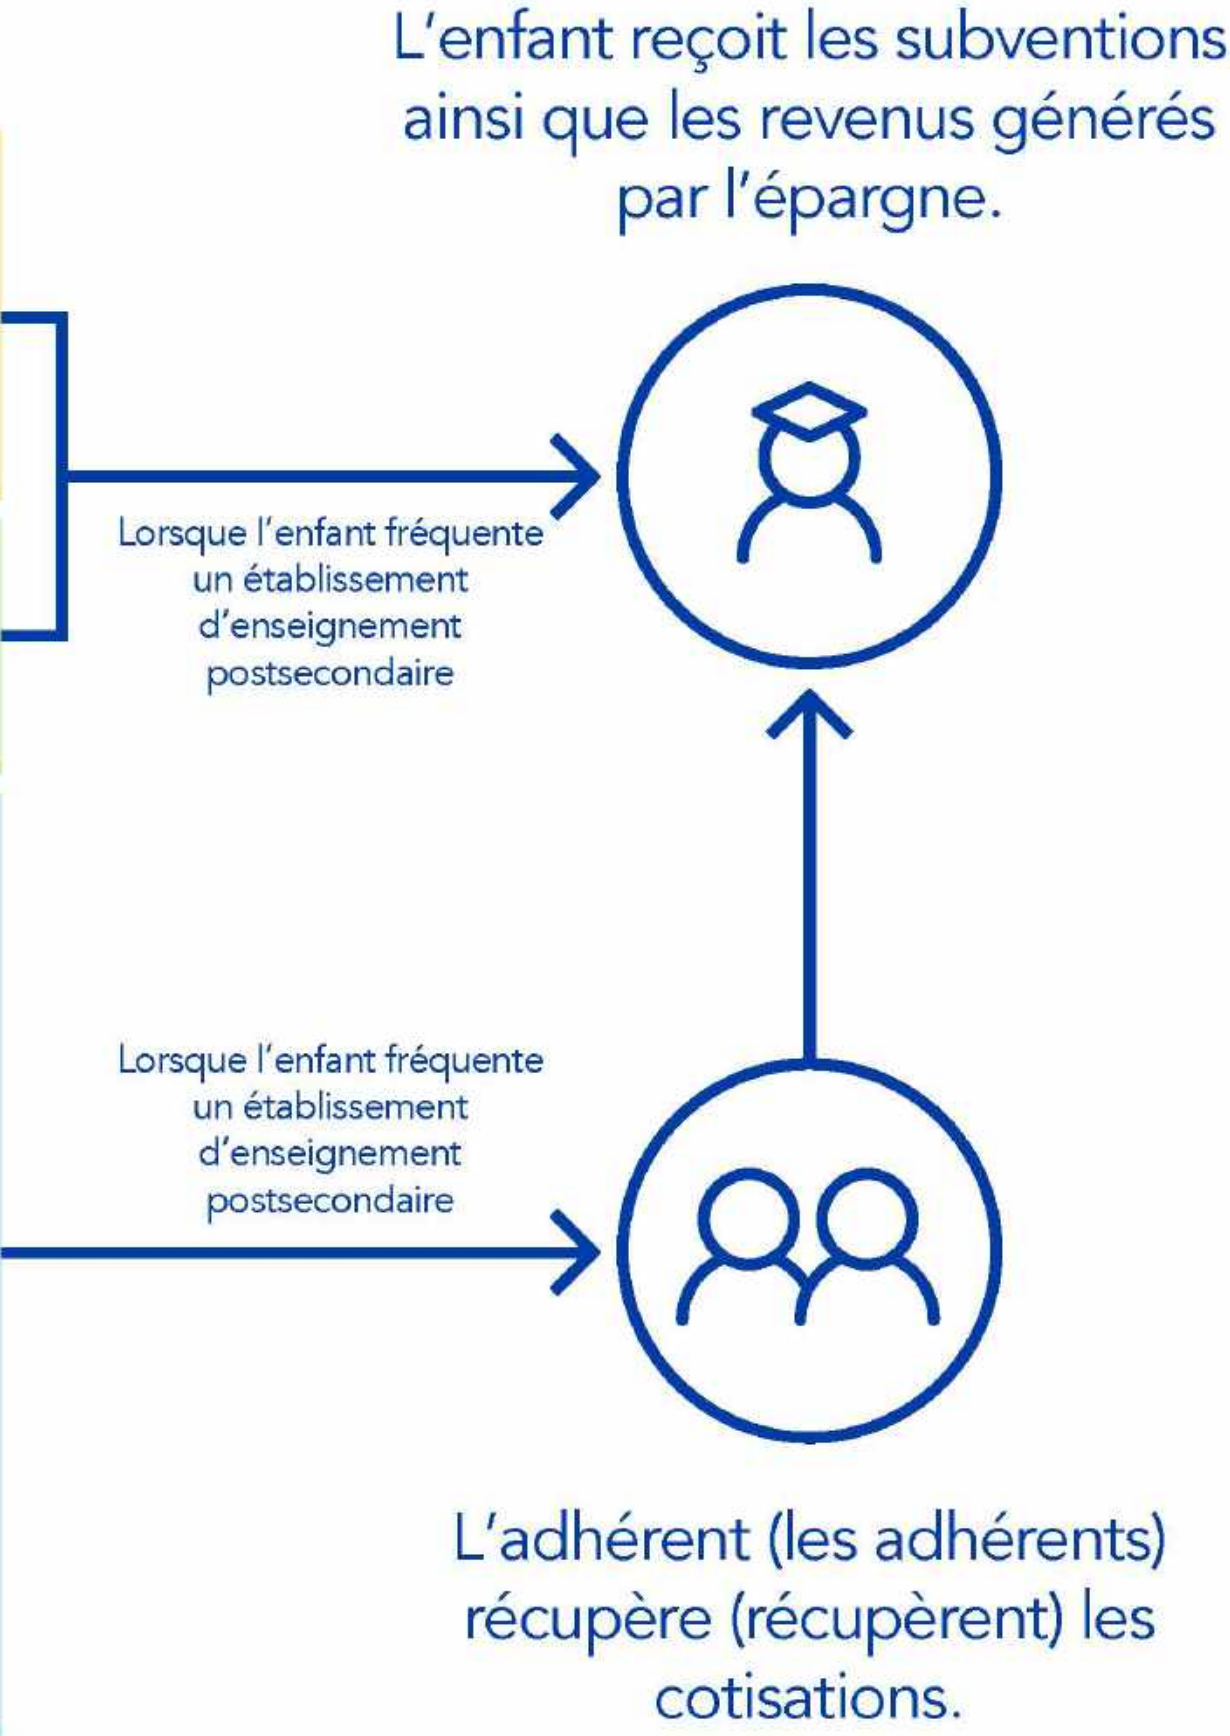 L'enfant reçoit les subventions
ainsi que les revenus générés
par l'épargne.
Lorsque l'enfant fréquente
un établissement
d'enseignement
postsecondaire
Lorsque l'enfant fréquente
un établissement
d'enseignement
postsecondaire
L'adhérent (les adhérents)
récupère (récupèrent) les
cotisations.